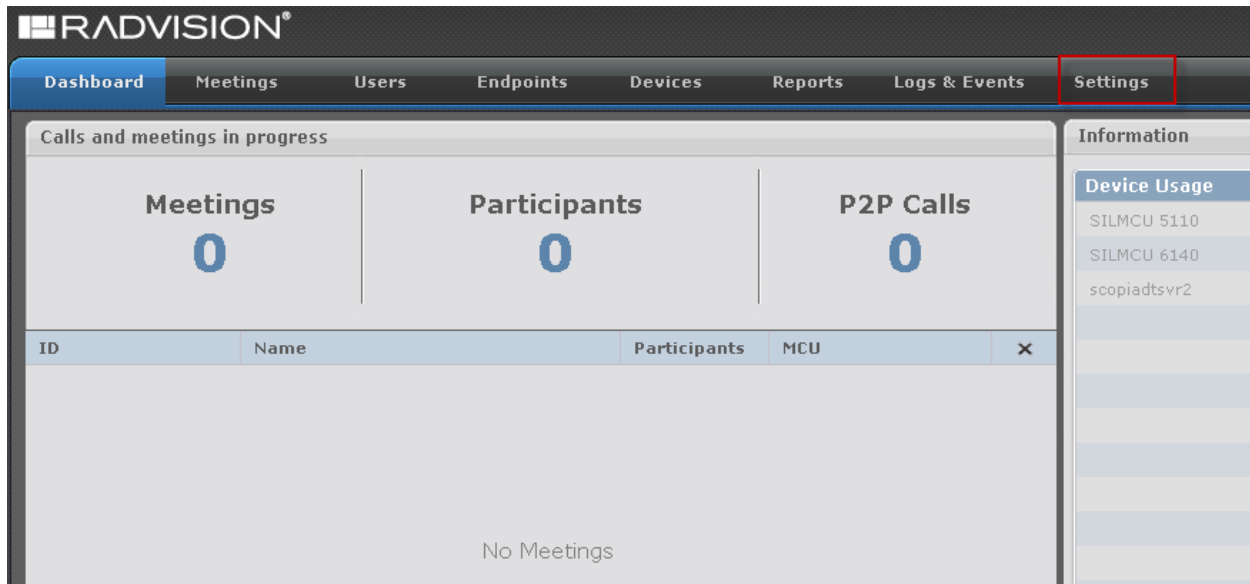 RADVISION®
Dashboard Meetings Users Endpoints Devices Reports Logs & Events Settings
Calls and meetings in progress
Meetings Participants P2P Calls
0 0 0
ID Name Participants MCU ×
No Meetings
Information
Device Usage
SILMCU 5110
SILMCU 6140
scopiadtsvr2